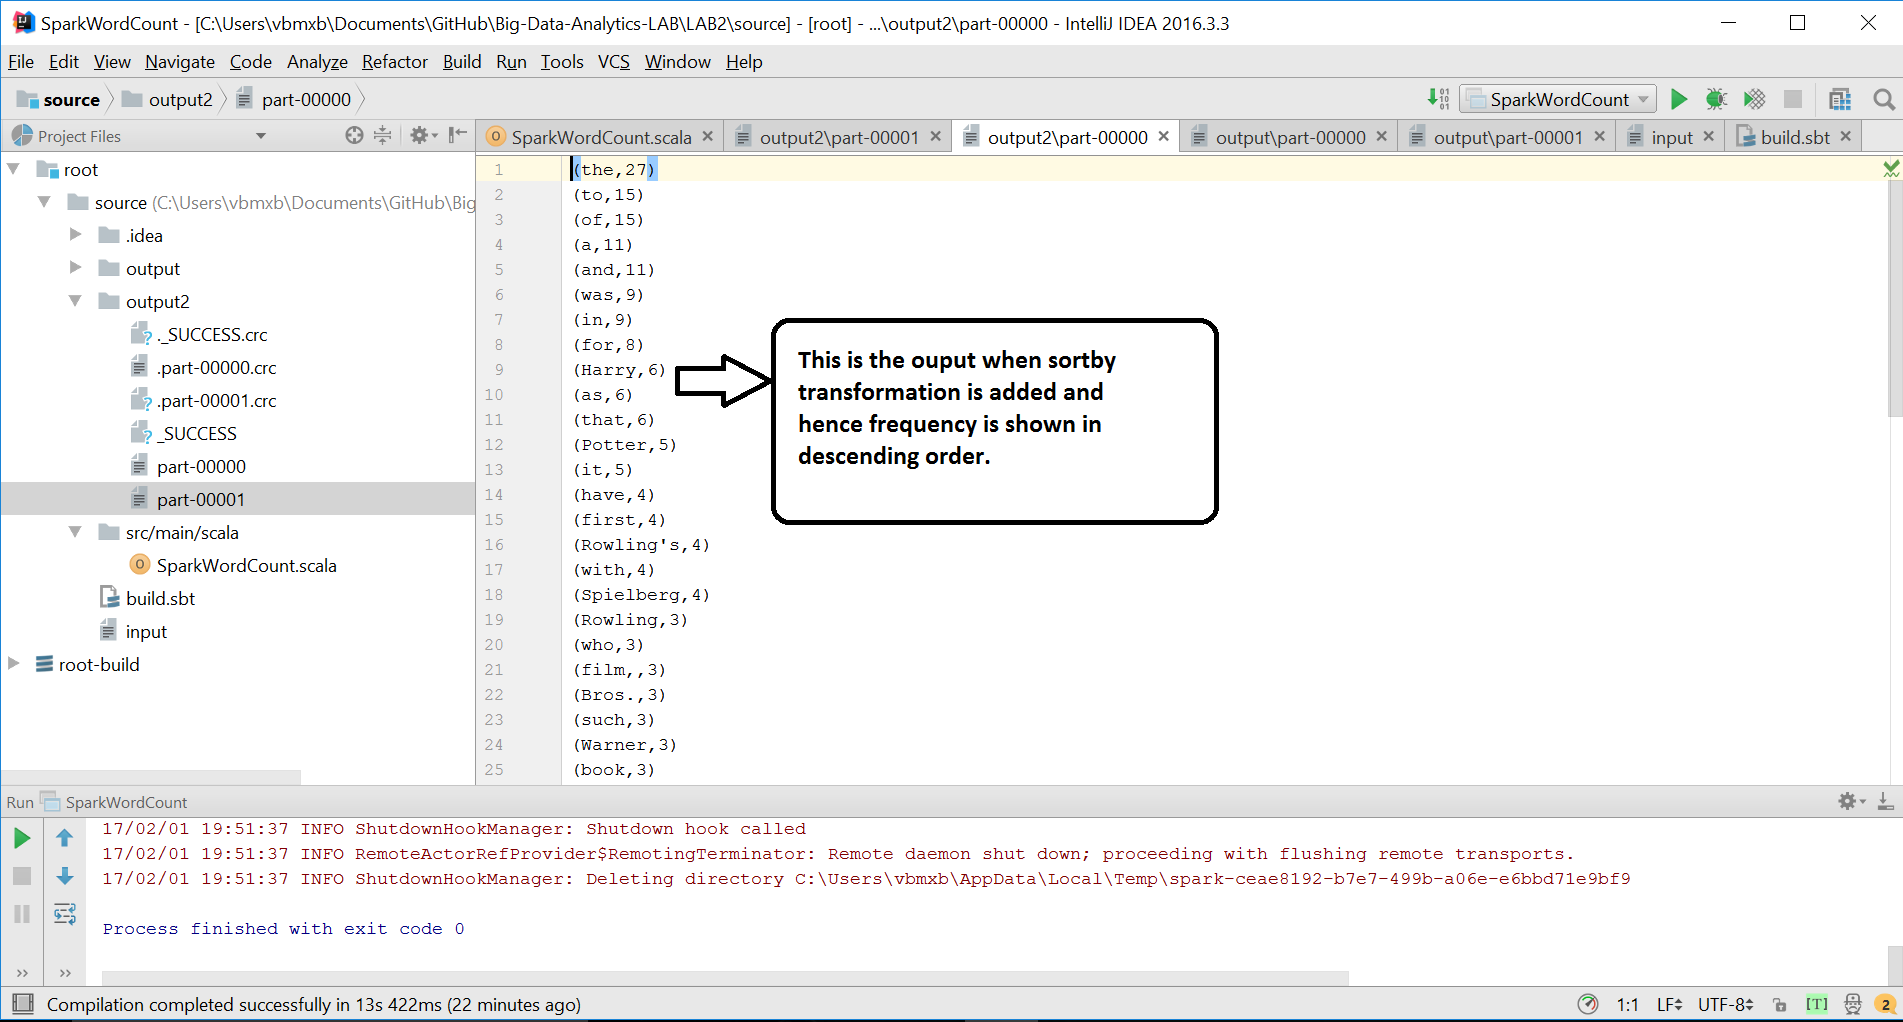 SparkWordCount - [C:\Users\vbmxb\Documents\GitHub\Big-Data-Analytics-LAB\LAB2\source] - [root] - ...\output2\part-00000 - IntelliJ IDEA 2016.3.3
File Edit View Navigate Code Analyze Refactor Build Run Tools VCS Window Help
source output2 part-00000 SparkWordCount
Project Files
SparkWordCount.scala output2\part-00001 output2\part-00000 output\part-00000 output\part-00001 input build.sbt
root
source (C:\Users\vbmxb\Documents\GitHub\Big
.idea
output
output2
._SUCCESS.crc
.part-00000.crc
.part-00001.crc
_SUCCESS
part-00000
part-00001
src/main/scala
SparkWordCount.scala
build.sbt
input
root-build
1 (the,27)
2 (to,15)
3 (of,15)
4 (a,11)
5 (and,11)
6 (was,9)
7 (in,9)
8 (for,8)
9 (Harry,6)
10 (as,6)
11 (that,6)
12 (Potter,5)
13 (it,5)
14 (have,4)
15 (first,4)
16 (Rowling's,4)
17 (with,4)
18 (Spielberg,4)
19 (Rowling,3)
20 (who,3)
21 (film,,3)
22 (Bros.,3)
23 (such,3)
24 (Warner,3)
25 (book,3)
This is the ouput when sortby
transformation is added and
hence frequency is shown in
descending order.
Run SparkWordCount
17/02/01 19:51:37 INFO ShutdownHookManager: Shutdown hook called
17/02/01 19:51:37 INFO RemoteActorRefProvider$RemotingTerminator: Remote daemon shut down; proceeding with flushing remote transports.
17/02/01 19:51:37 INFO ShutdownHookManager: Deleting directory C:\Users\vbmxb\AppData\Local\Temp\spark-ceae8192-b7e7-499b-a06e-e6bbd71e9bf9
Process finished with exit code 0
Compilation completed successfully in 13s 422ms (22 minutes ago) 1:1 LF UTF-8 [T] 2